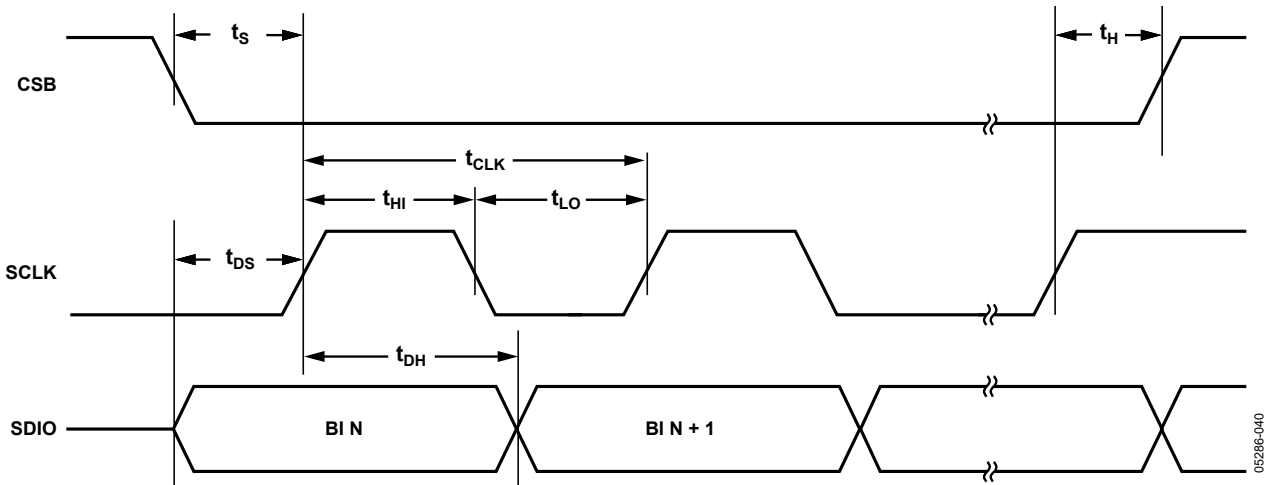 tS
tH
CSB
tCLK
tHI
tLO
tDS
SCLK
tDH
SDIO
BI N
BI N + 1
05286-040